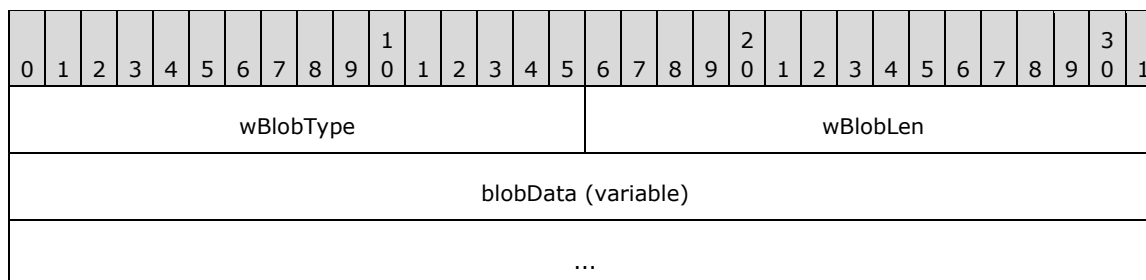 1 2 3
0 1 2 3 4 5 6 7 8 9 0 1 2 3 4 5 6 7 8 9 0 1 2 3 4 5 6 7 8 9 0 1
wBlobType wBlobLen
blobData (variable)
...